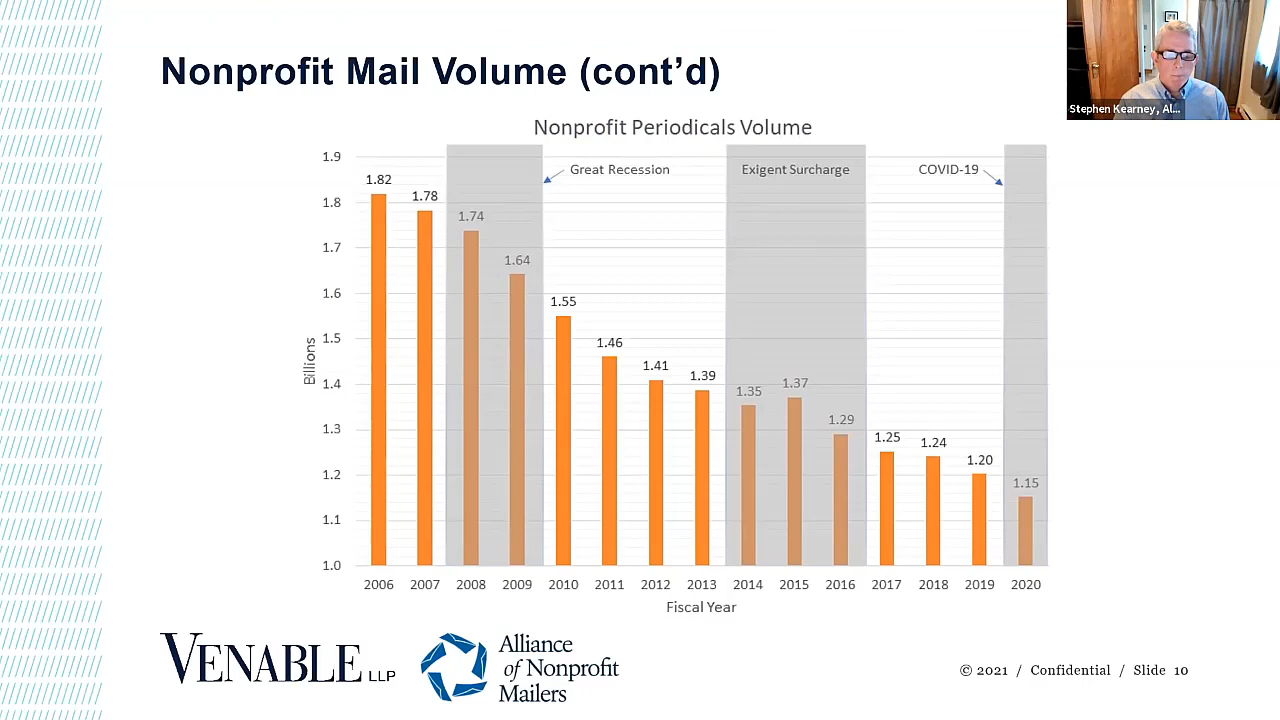 Nonprofit Mail Volume (cont’d)
Stephen Kearney, Al...
Nonprofit Periodicals Volume
1.9
1.8
1.7
1.6
1.5
1.4
1.3
1.2
1.1
1.0
Billions
Great Recession
Exigent Surcharge
COVID-19
1.82
1.78
1.74
1.64
1.55
1.46
1.41
1.39
1.35
1.37
1.29
1.25
1.24
1.20
1.15
2006 2007 2008 2009 2010 2011 2012 2013 2014 2015 2016 2017 2018 2019 2020
Fiscal Year
VENABLE LLP
Alliance
of Nonprofit
Mailers
© 2021 / Confidential / Slide 10